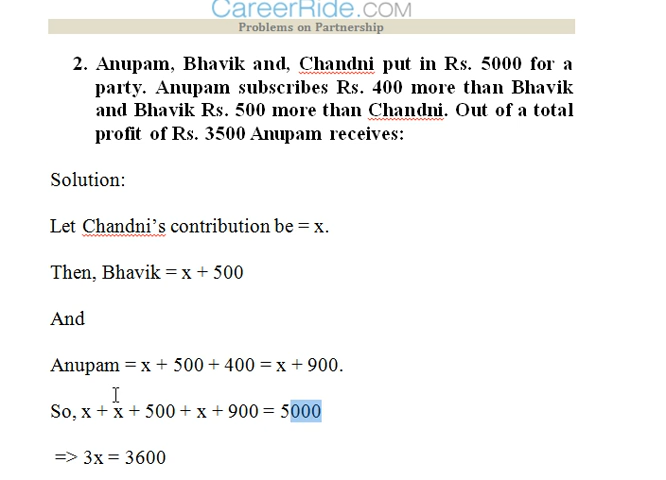 CareerRide.COM
Problems on Partnership
2. Anupam, Bhavik and, Chandni put in Rs. 5000 for a
party. Anupam subscribes Rs. 400 more than Bhavik
and Bhavik Rs. 500 more than Chandni. Out of a total
profit of Rs. 3500 Anupam receives:
Solution:
Let Chandni's contribution be = x.
Then, Bhavik = x + 500
And
Anupam = x + 500 + 400 = x + 900.
So, x + x + 500 + x + 900 = 5000
=> 3x = 3600